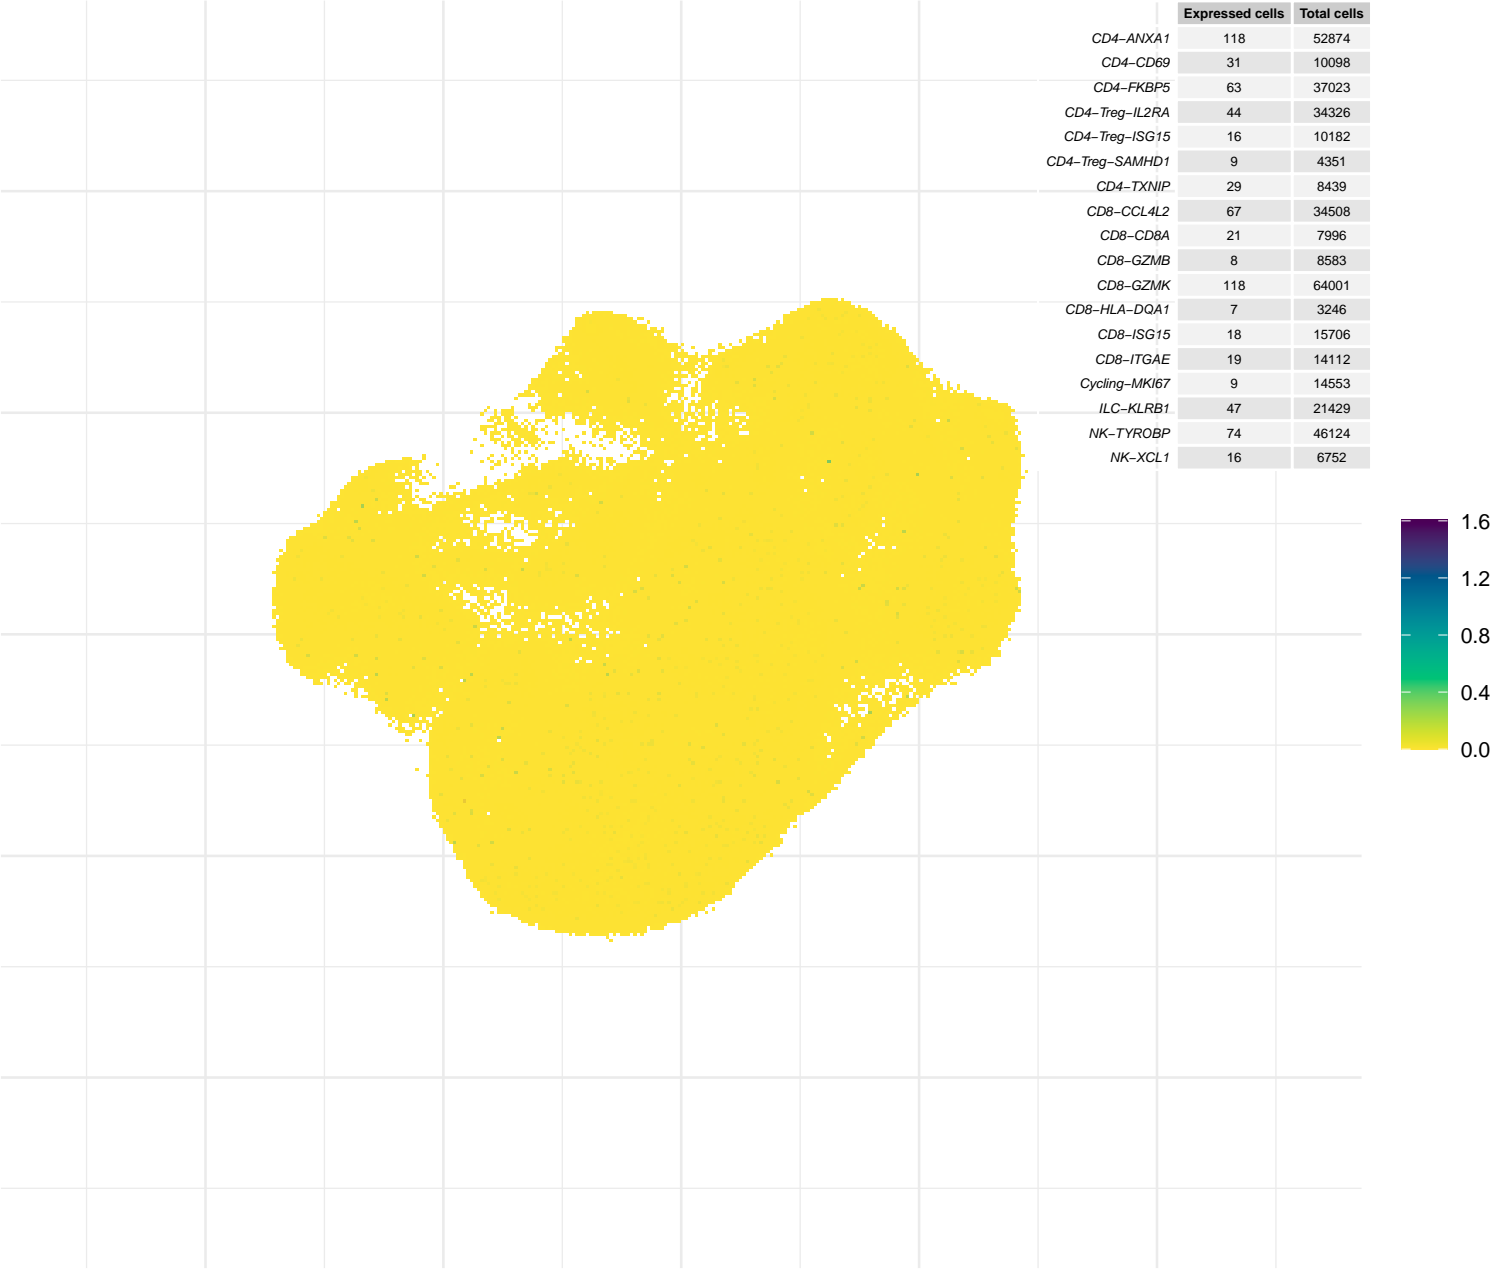 Expressed cells Total cells
CD4−ANXA1 118 52874
CD4−CD69 31 10098
CD4−FKBP5 63 37023
CD4−Treg−IL2RA 44 34326
CD4−Treg−ISG15 16 10182
CD4−Treg−SAMHD1 9 4351
CD4−TXNIP 29 8439
CD8−CCL4L2 67 34508
CD8−CD8A 21 7996
CD8−GZMB 8 8583
CD8−GZMK 118 64001
CD8−HLA−DQA1 7 3246
CD8−ISG15 18 15706
CD8−ITGAE 19 14112
Cycling−MKI67 9 14553
ILC−KLRB1 47 21429
NK−TYROBP 74 46124
NK−XCL1 16 6752
1.6
1.2
0.8
0.4
0.0